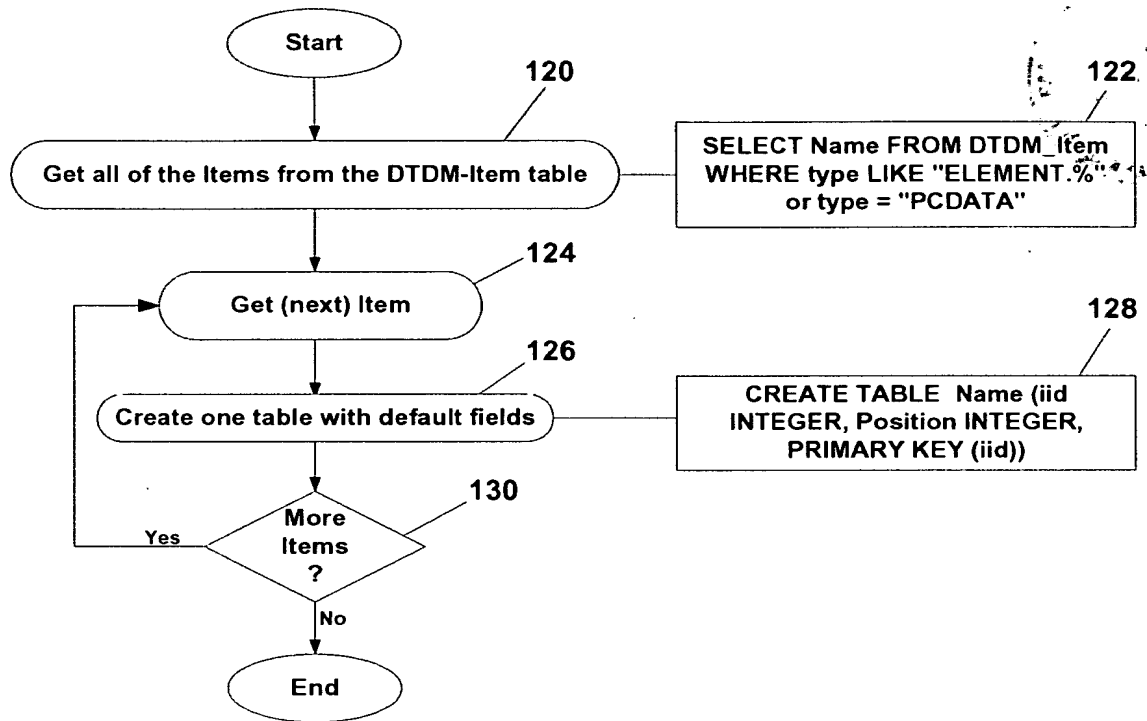 Start
120
122
Get all of the Items from the DTDM-Item table
SELECT Name FROM DTDM_Item
WHERE type LIKE "ELEMENT.%"
or type = "PCDATA"
124
Get (next) Item
126
128
Create one table with default fields
CREATE TABLE Name (iid
INTEGER, Position INTEGER,
PRIMARY KEY (iid))
130
More
Items
?
Yes
No
End